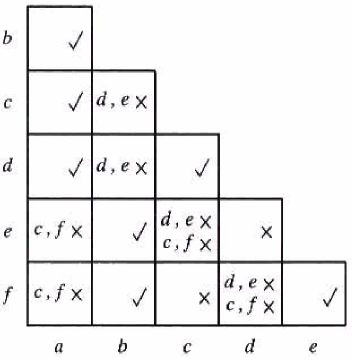 b ✓
c ✓ d, e ×
d ✓ d, e × ✓
e c, f × ✓ d, e × c, f × ×
f c, f × ✓ × d, e × c, f × ✓
a b c d e